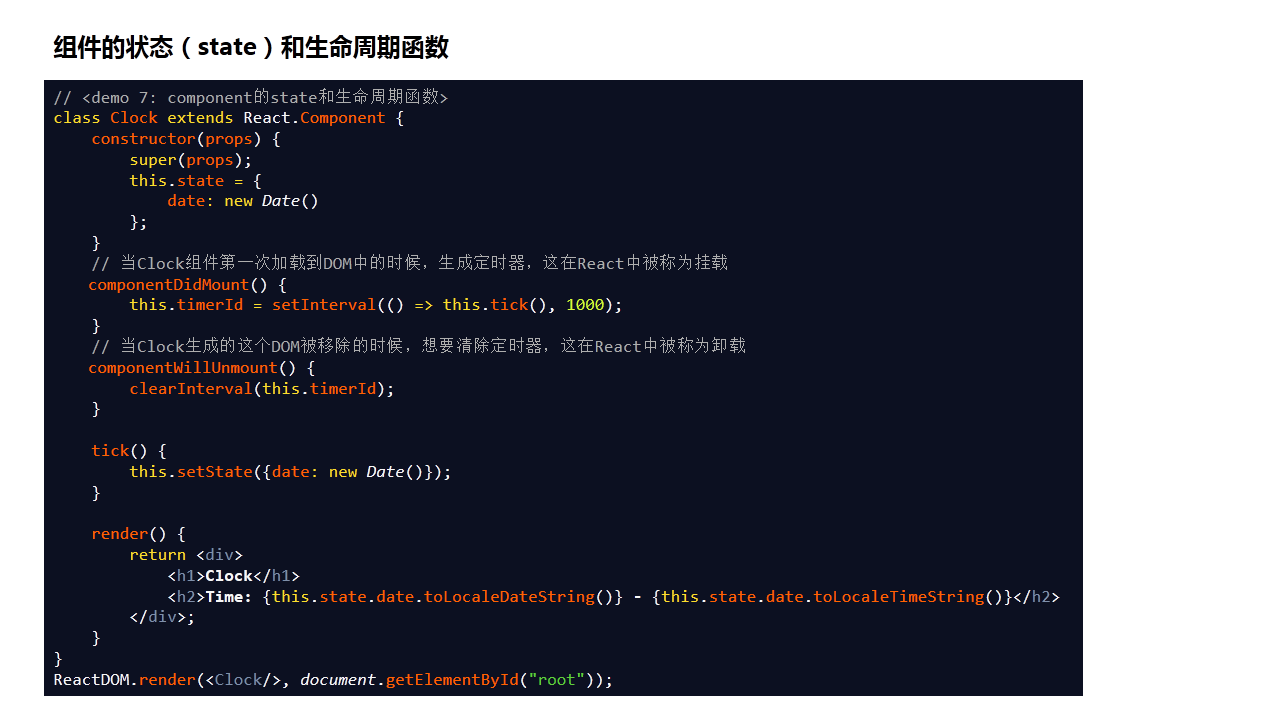 组件的状态（state）和生命周期函数
// <demo 7: component的state和生命周期函数>
class Clock extends React.Component {
    constructor(props) {
        super(props);
        this.state = {
            date: new Date()
        };
    }
    // 当Clock组件第一次加载到DOM中的时候，生成定时器，这在React中被称为挂载
    componentDidMount() {
        this.timerId = setInterval(() => this.tick(), 1000);
    }
    // 当Clock生成的这个DOM被移除的时候，想要清除定时器，这在React中被称为卸载
    componentWillUnmount() {
        clearInterval(this.timerId);
    }

    tick() {
        this.setState({date: new Date()});
    }

    render() {
        return <div>
            <h1>Clock</h1>
            <h2>Time: {this.state.date.toLocaleDateString()} - {this.state.date.toLocaleTimeString()}</h2>
        </div>;
    }
}
ReactDOM.render(<Clock/>, document.getElementById("root"));